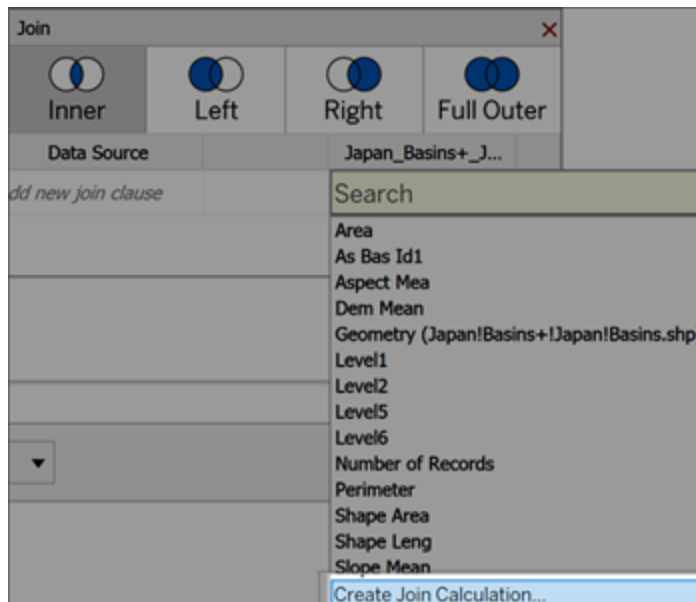 Join
Inner Left Right Full Outer
Data Source Japan_Basins+_J...
dd new join clause
Search
Area
As Bas Id1
Aspect Mea
Dem Mean
Geometry (Japan!Basins+!Japan!Basins.shp
Level1
Level2
Level5
Level6
Number of Records
Perimeter
Shape Area
Shape Leng
Slope Mean
Create Join Calculation...